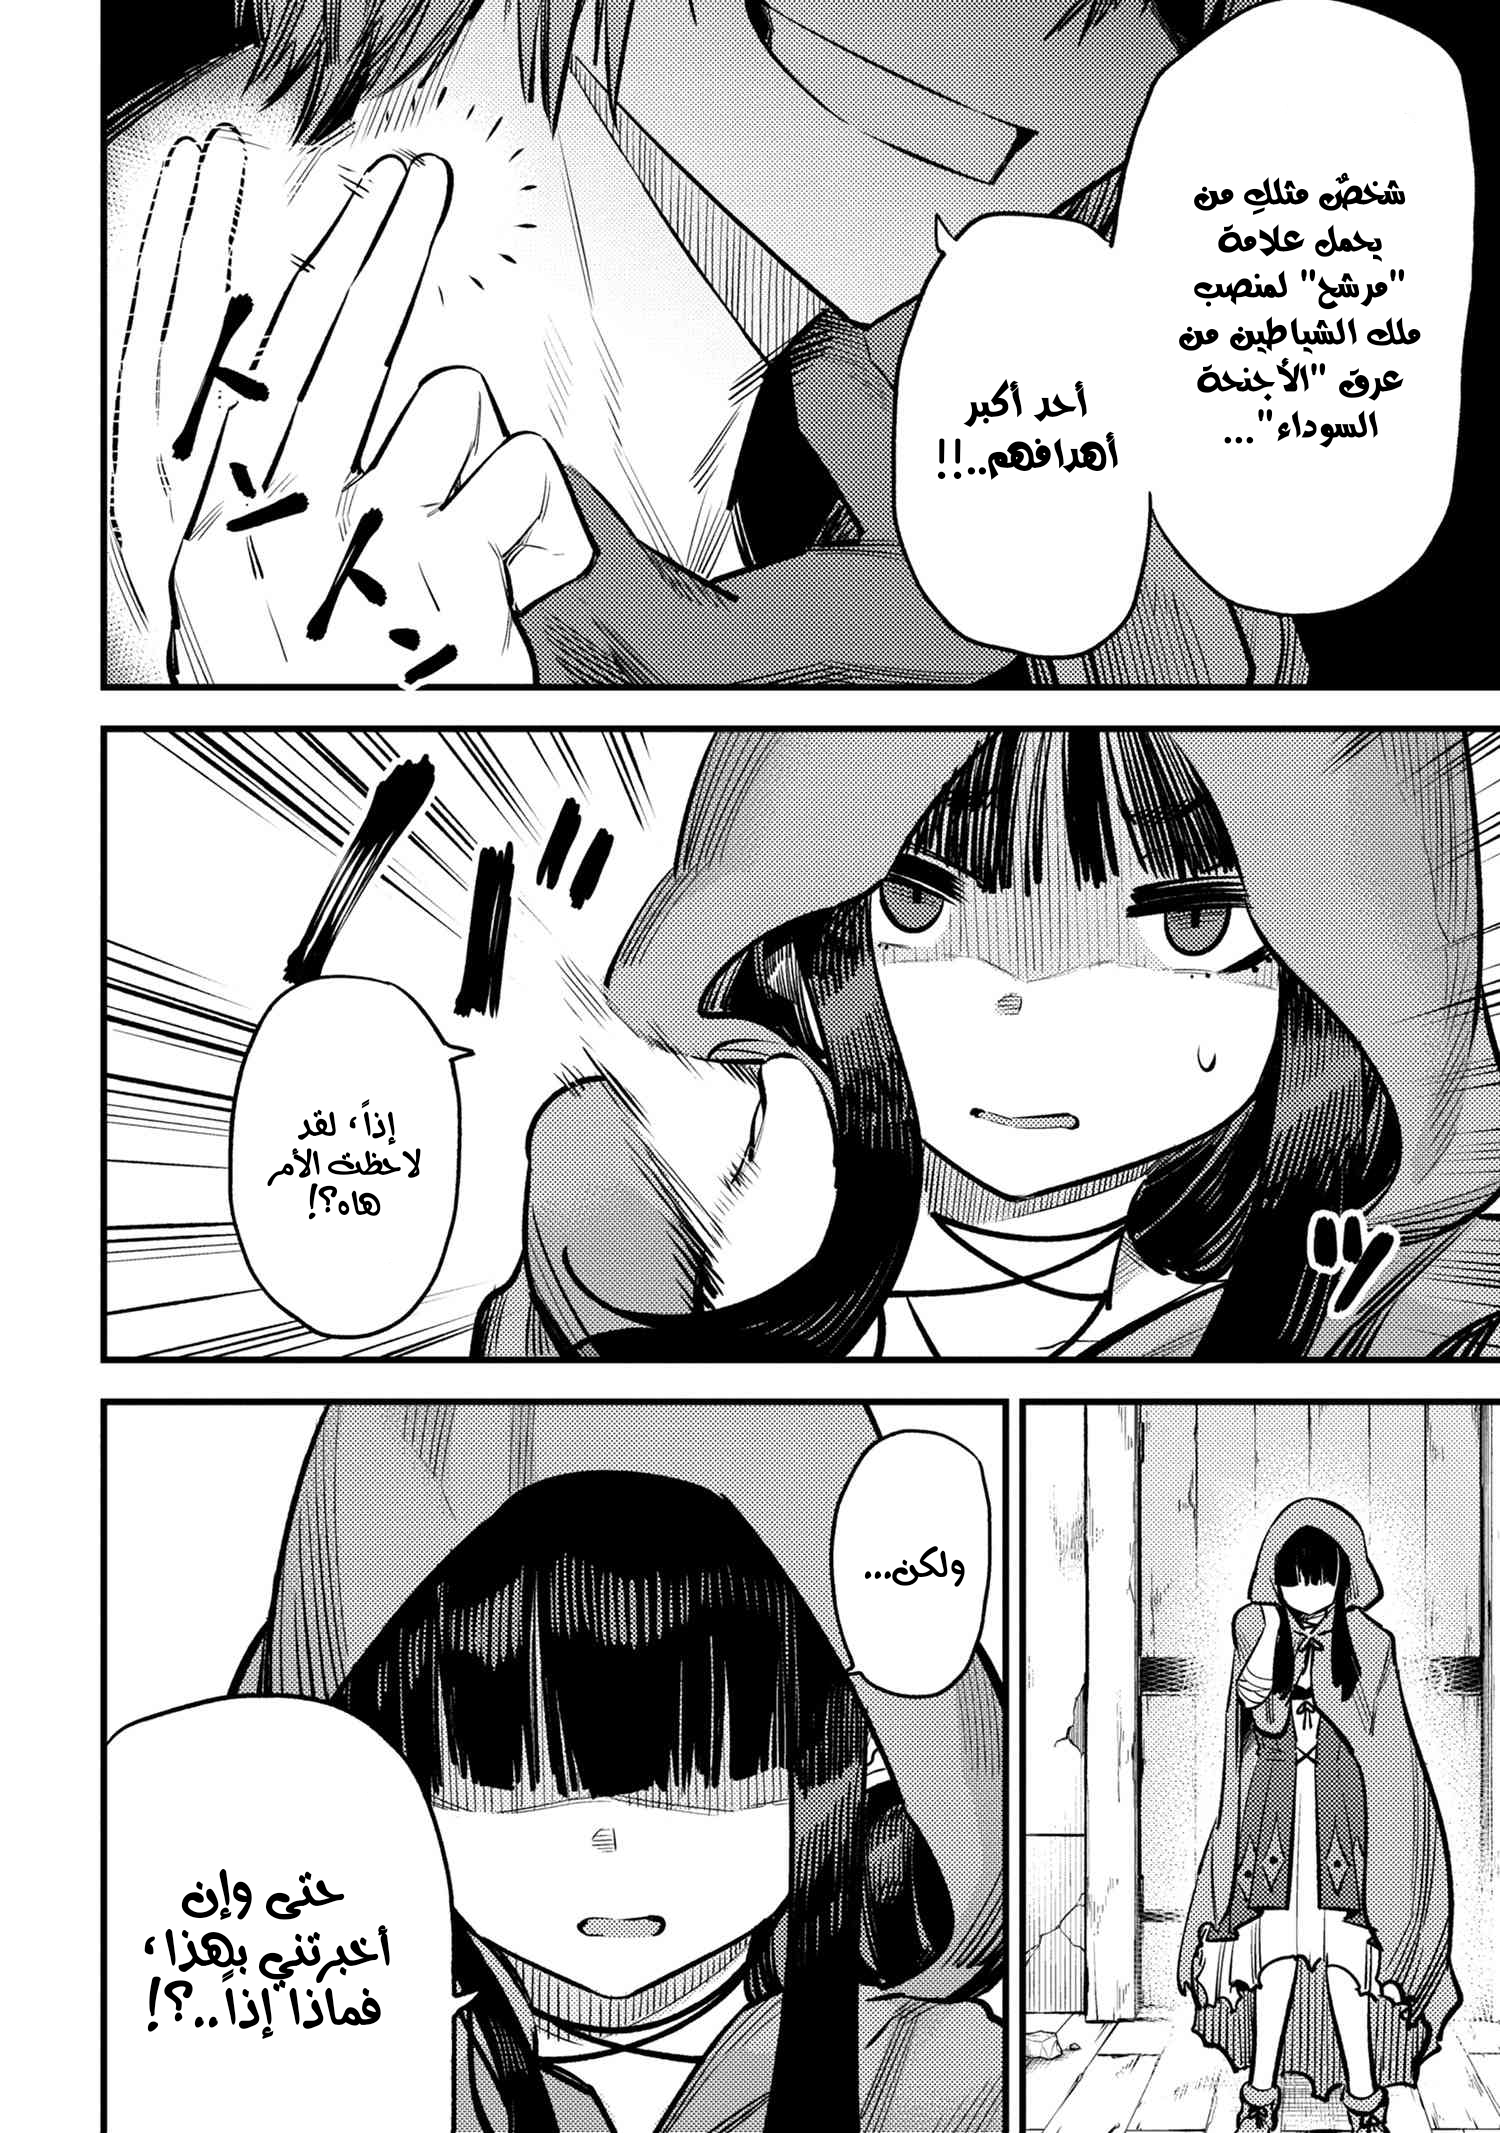 شخصٌ مثلكِ من
يحمل علامة
"مرشح" لمنصب
ملك الشياطين من
عرق "الأجنحة
السوداء"...
أحد أكبر
أهدافهم..!!
إذاً، لقد
لاحظت الأمر
هاه؟!
ولكن...
حتى وإن
أخبرتني بهذا،
فماذا إذاً..؟!